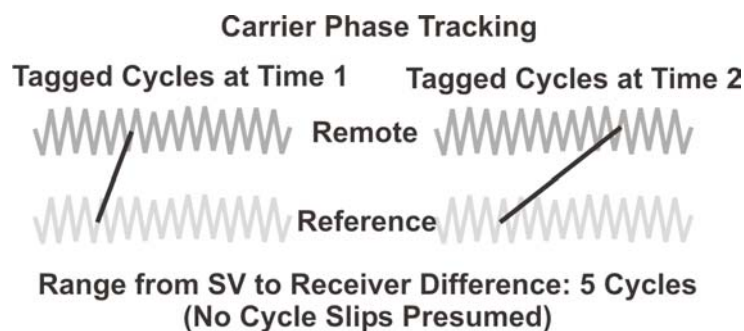 Carrier Phase Tracking
Tagged Cycles at Time 1
Tagged Cycles at Time 2
Remote
Reference
Range from SV to Receiver Difference: 5 Cycles
(No Cycle Slips Presumed)